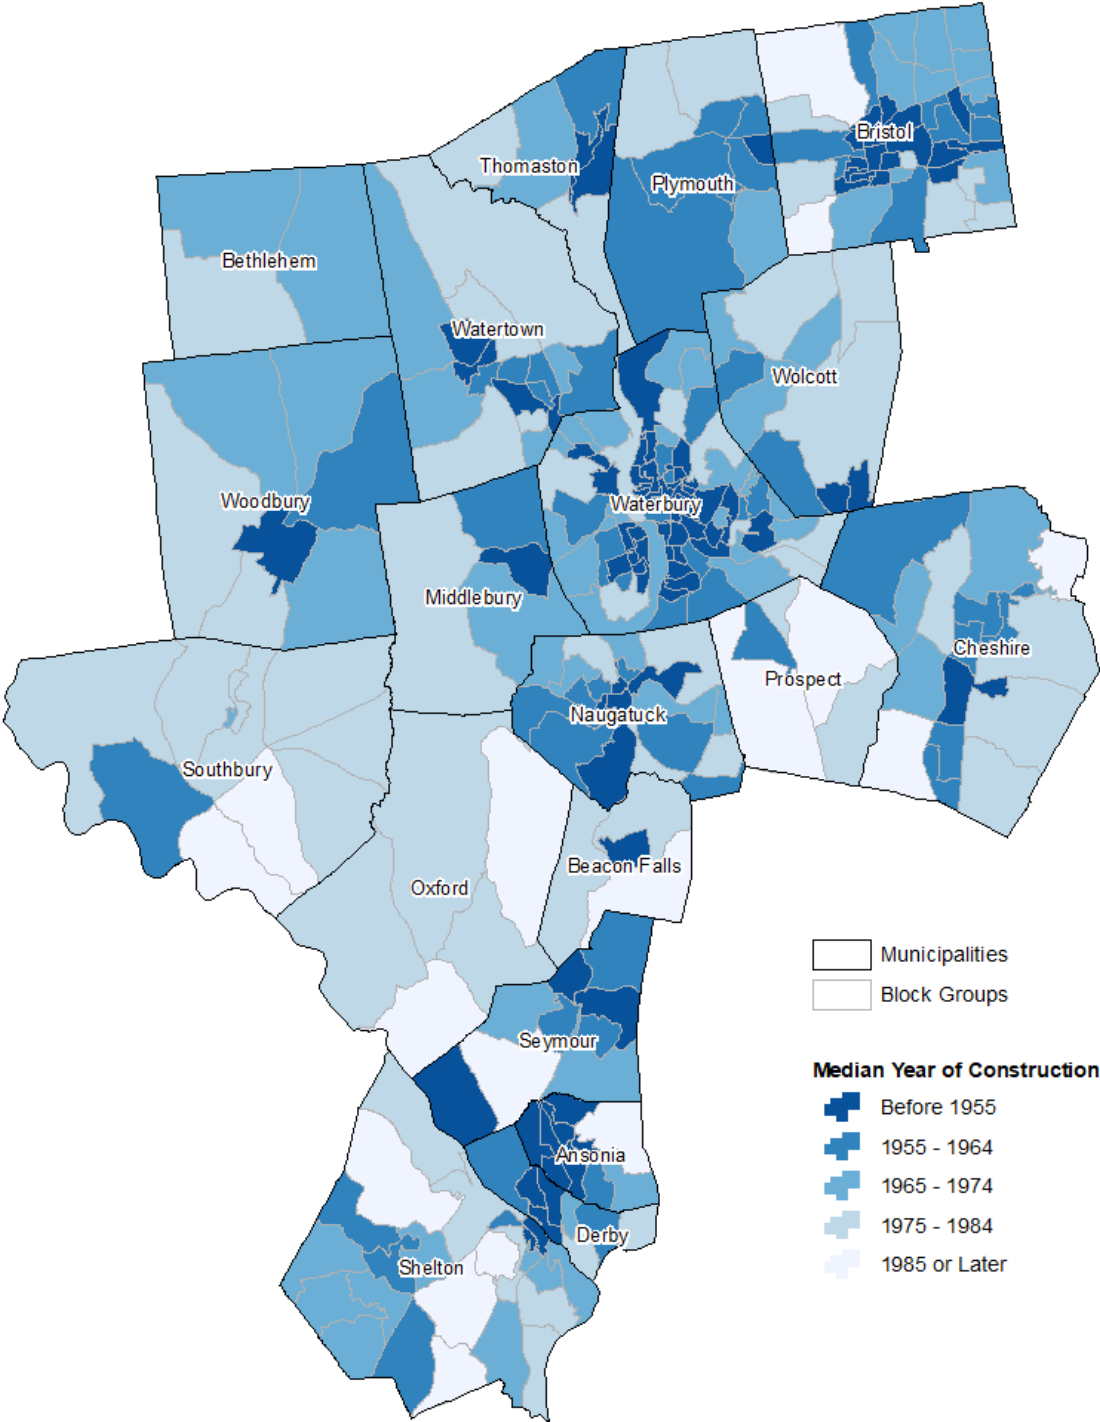 Bristol
Thomaston
Plymouth
Bethlehem
Watertown
Wolcott
Woodbury
Waterbury
Middlebury
Cheshire
Prospect
Naugatuck
Southbury
Beacon Falls
Oxford
Seymour
Ansonia
Derby
Shelton
Municipalities
Block Groups
Median Year of Construction
Before 1955
1955 - 1964
1965 - 1974
1975 - 1984
1985 or Later